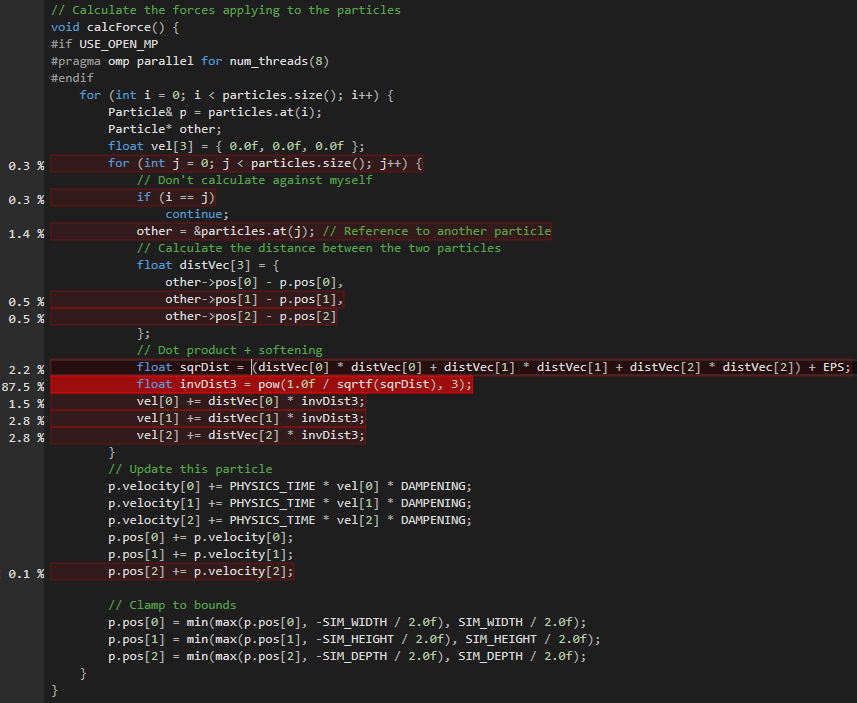 // Calculate the forces applying to the particles
void calcForce() {
#if USE_OPEN_MP
#pragma omp parallel for num_threads(8)
#endif
    for (int i = 0; i < particles.size(); i++) {
        Particle& p = particles.at(i);
        Particle* other;
        float vel[3] = { 0.0f, 0.0f, 0.0f };
0.3 %        for (int j = 0; j < particles.size(); j++) {
            // Don't calculate against myself
0.3 %            if (i == j)
                continue;
1.4 %            other = &particles.at(j); // Reference to another particle
            // Calculate the distance between the two particles
            float distVec[3] = {
                other->pos[0] - p.pos[0],
0.5 %                other->pos[1] - p.pos[1],
0.5 %                other->pos[2] - p.pos[2]
            };
            // Dot product + softening
2.2 %            float sqrDist = (distVec[0] * distVec[0] + distVec[1] * distVec[1] + distVec[2] * distVec[2]) + EPS;
87.5 %            float invDist3 = pow(1.0f / sqrtf(sqrDist), 3);
1.5 %            vel[0] += distVec[0] * invDist3;
2.8 %            vel[1] += distVec[1] * invDist3;
2.8 %            vel[2] += distVec[2] * invDist3;
        }
        // Update this particle
        p.velocity[0] += PHYSICS_TIME * vel[0] * DAMPENING;
        p.velocity[1] += PHYSICS_TIME * vel[1] * DAMPENING;
        p.velocity[2] += PHYSICS_TIME * vel[2] * DAMPENING;
        p.pos[0] += p.velocity[0];
        p.pos[1] += p.velocity[1];
0.1 %        p.pos[2] += p.velocity[2];

        // Clamp to bounds
        p.pos[0] = min(max(p.pos[0], -SIM_WIDTH / 2.0f), SIM_WIDTH / 2.0f);
        p.pos[1] = min(max(p.pos[1], -SIM_HEIGHT / 2.0f), SIM_HEIGHT / 2.0f);
        p.pos[2] = min(max(p.pos[2], -SIM_DEPTH / 2.0f), SIM_DEPTH / 2.0f);
    }
}